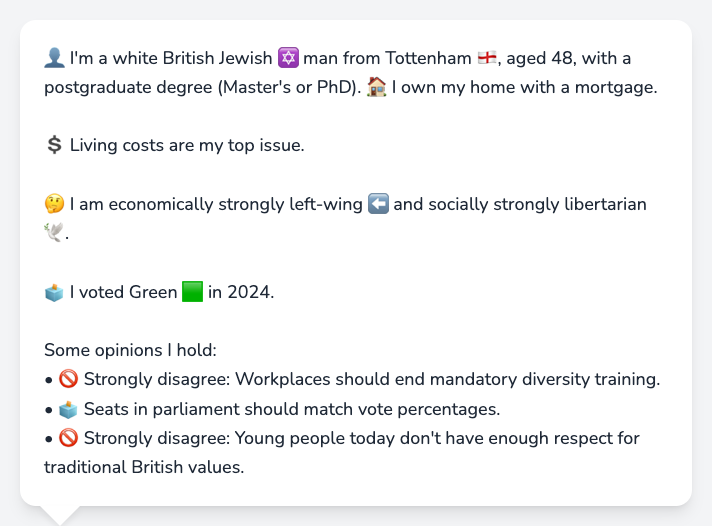 👤 I'm a white British Jewish ✡️ man from Tottenham 🏴󠁧󠁢󠁥󠁮󠁧󠁿, aged 48, with a
postgraduate degree (Master's or PhD). 🏠 I own my home with a mortgage.
💲 Living costs are my top issue.
🤔 I am economically strongly left-wing ⬅️ and socially strongly libertarian
🕊️.
🗳️ I voted Green 🟩 in 2024.
Some opinions I hold:
• 🚫 Strongly disagree: Workplaces should end mandatory diversity training.
• 🗳️ Seats in parliament should match vote percentages.
• 🚫 Strongly disagree: Young people today don't have enough respect for
traditional British values.